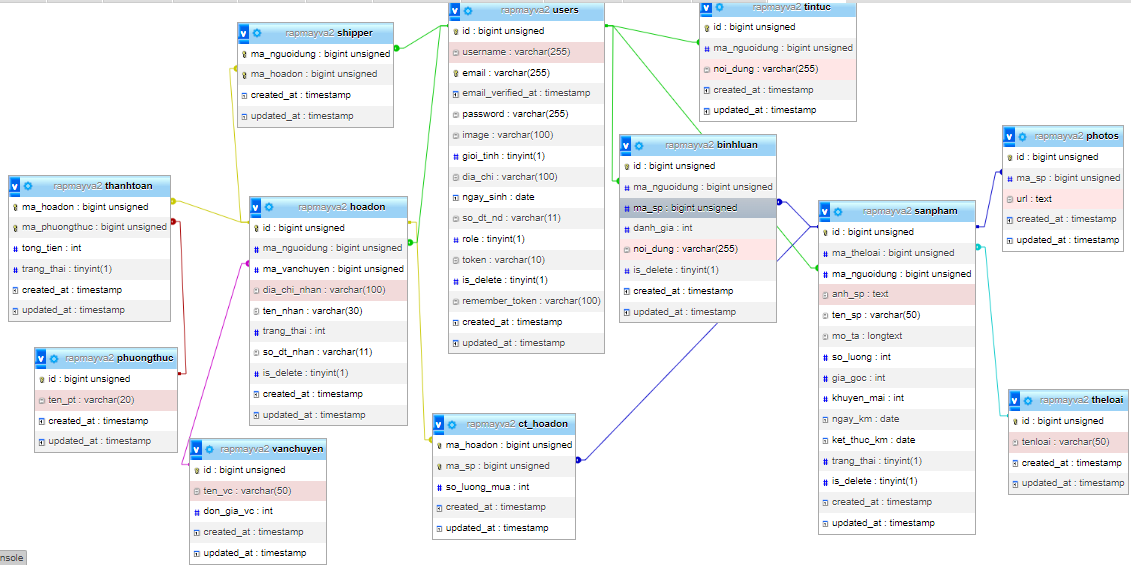 rapmayva2 shipper
ma_nguoidung : bigint unsigned
ma_hoadon : bigint unsigned
created_at : timestamp
updated_at : timestamp
rapmayva2 users
id : bigint unsigned
username : varchar(255)
email : varchar(255)
email_verified_at : timestamp
password : varchar(255)
image : varchar(100)
gioi_tinh : tinyint(1)
dia_chi : varchar(100)
ngay_sinh : date
so_dt_nd : varchar(11)
role : tinyint(1)
token : varchar(10)
is_delete : tinyint(1)
remember_token : varchar(100)
created_at : timestamp
updated_at : timestamp
rapmayva2 tintuc
id : bigint unsigned
ma_nguoidung : bigint unsigned
noi_dung : varchar(255)
created_at : timestamp
updated_at : timestamp
rapmayva2 binhluan
id : bigint unsigned
ma_nguoidung : bigint unsigned
ma_sp : bigint unsigned
danh_gia : int
noi_dung : varchar(255)
is_delete : tinyint(1)
created_at : timestamp
updated_at : timestamp
rapmayva2 photos
id : bigint unsigned
ma_sp : bigint unsigned
url : text
created_at : timestamp
updated_at : timestamp
rapmayva2 thanhtoan
ma_hoadon : bigint unsigned
ma_phuongthuc : bigint unsigned
tong_tien : int
trang_thai : tinyint(1)
created_at : timestamp
updated_at : timestamp
rapmayva2 hoadon
id : bigint unsigned
ma_nguoidung : bigint unsigned
ma_vanchuyen : bigint unsigned
dia_chi_nhan : varchar(100)
ten_nhan : varchar(30)
trang_thai : int
so_dt_nhan : varchar(11)
is_delete : tinyint(1)
created_at : timestamp
updated_at : timestamp
rapmayva2 sanpham
id : bigint unsigned
ma_theloai : bigint unsigned
ma_nguoidung : bigint unsigned
anh_sp : text
ten_sp : varchar(50)
mo_ta : longtext
so_luong : int
gia_goc : int
khuyen_mai : int
ngay_km : date
ket_thuc_km : date
trang_thai : tinyint(1)
is_delete : tinyint(1)
created_at : timestamp
updated_at : timestamp
rapmayva2 phuongthuc
id : bigint unsigned
ten_pt : varchar(20)
created_at : timestamp
updated_at : timestamp
rapmayva2 theloai
id : bigint unsigned
tenloai : varchar(50)
created_at : timestamp
updated_at : timestamp
rapmayva2 ct_hoadon
ma_hoadon : bigint unsigned
ma_sp : bigint unsigned
so_luong_mua : int
created_at : timestamp
updated_at : timestamp
rapmayva2 vanchuyen
id : bigint unsigned
ten_vc : varchar(50)
don_gia_vc : int
created_at : timestamp
updated_at : timestamp
nsole